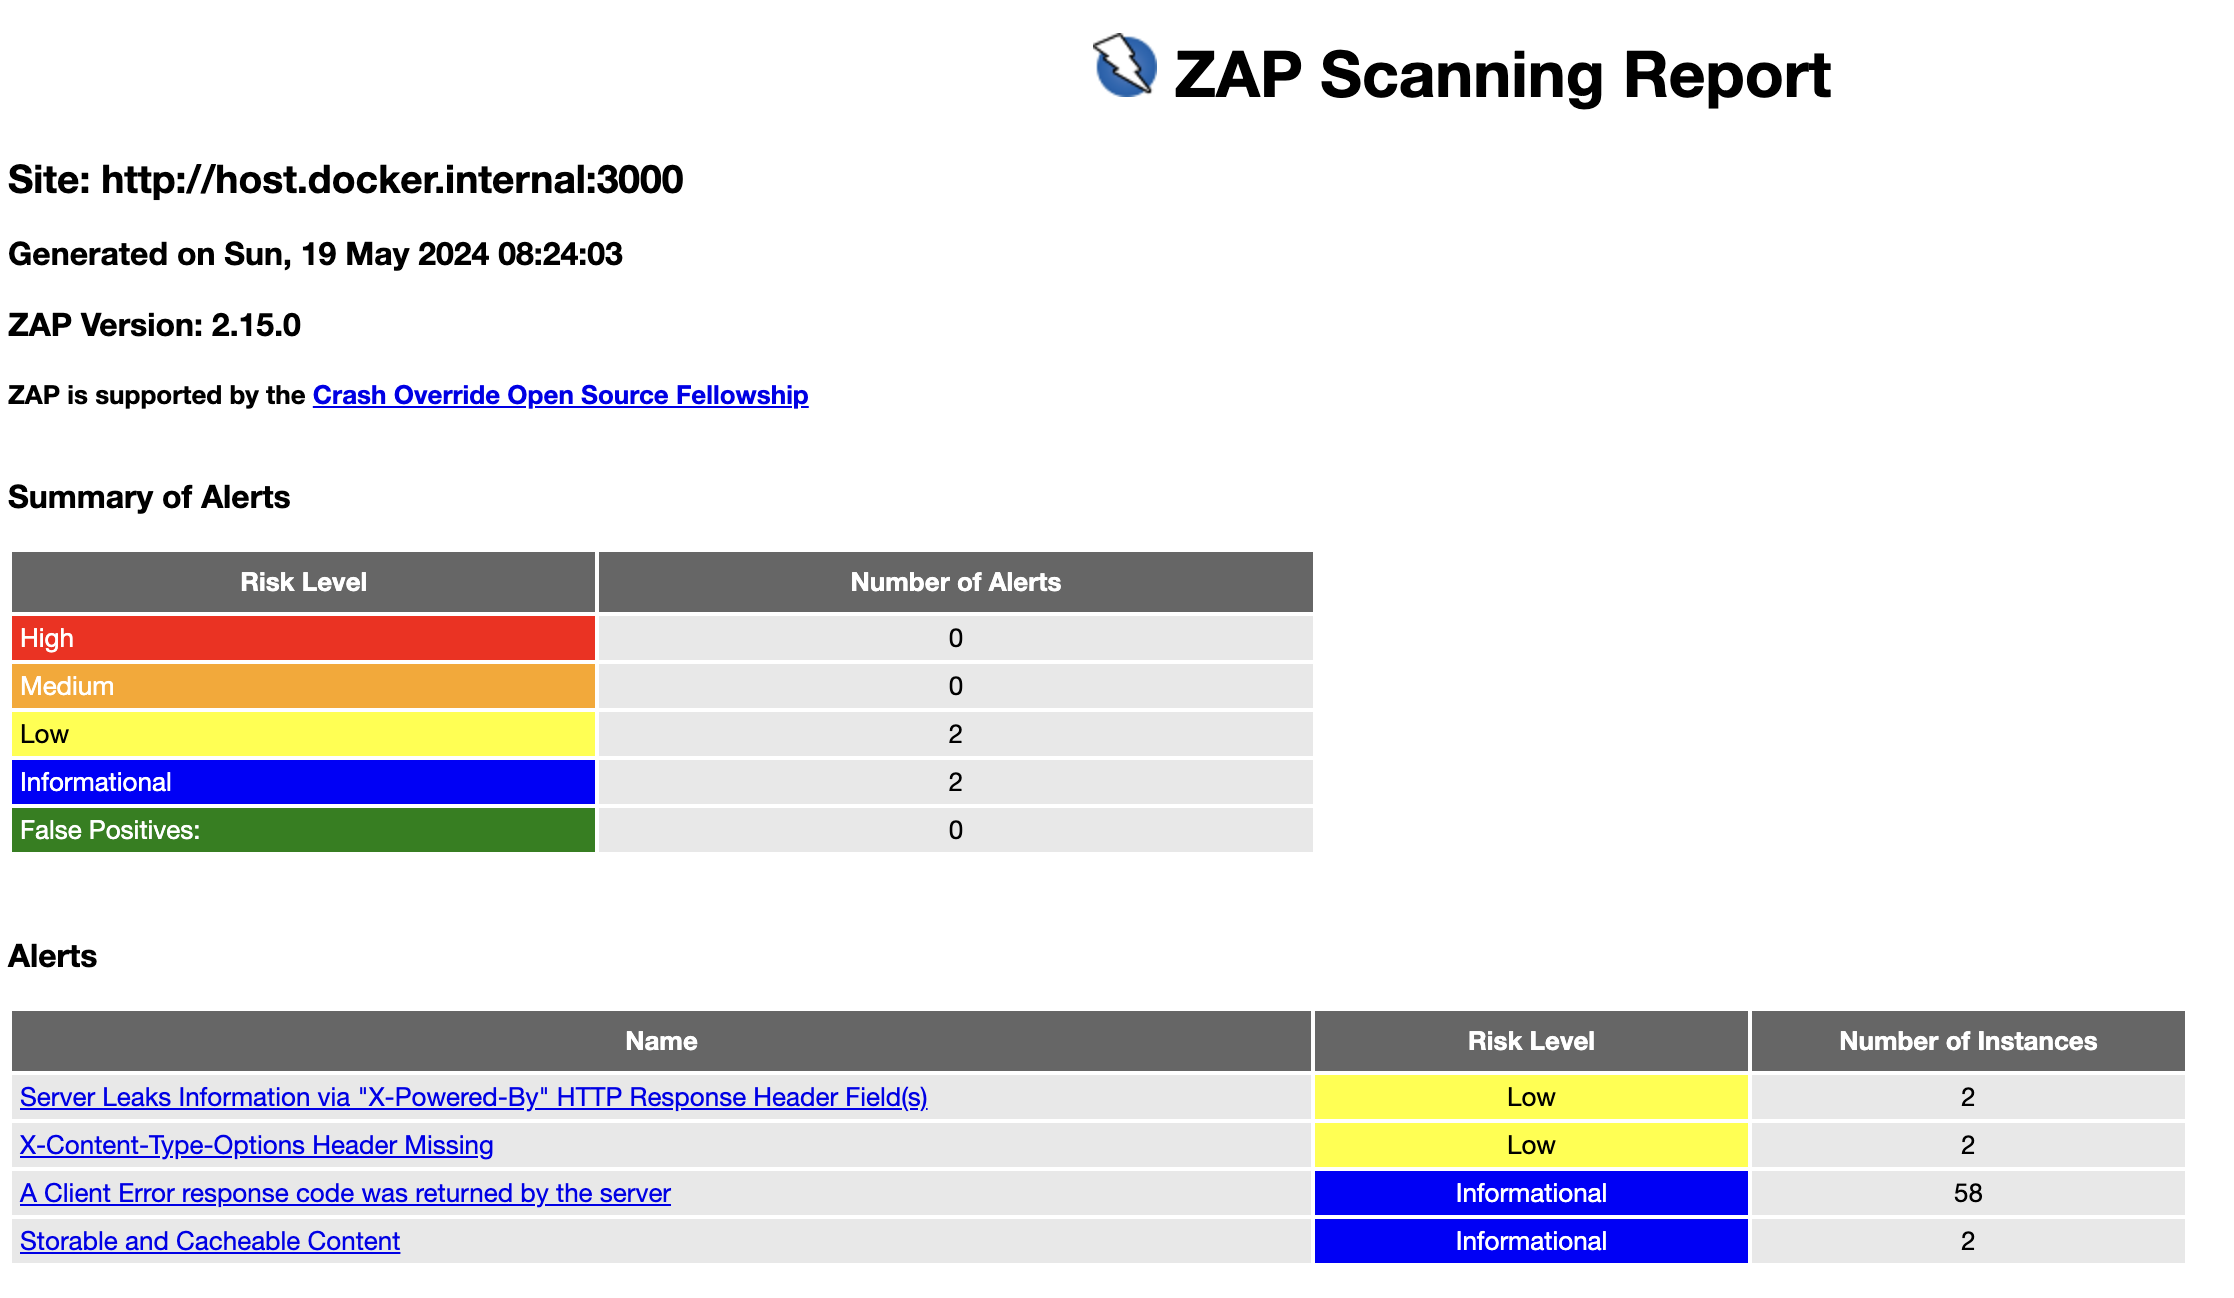 ZAP Scanning Report
Site: http://host.docker.internal:3000
Generated on Sun, 19 May 2024 08:24:03
ZAP Version: 2.15.0
ZAP is supported by the Crash Override Open Source Fellowship
Summary of Alerts
Risk Level Number of Alerts
High 0
Medium 0
Low 2
Informational 2
False Positives: 0
Alerts
Name Risk Level Number of Instances
Server Leaks Information via "X-Powered-By" HTTP Response Header Field(s) Low 2
X-Content-Type-Options Header Missing Low 2
A Client Error response code was returned by the server Informational 58
Storable and Cacheable Content Informational 2